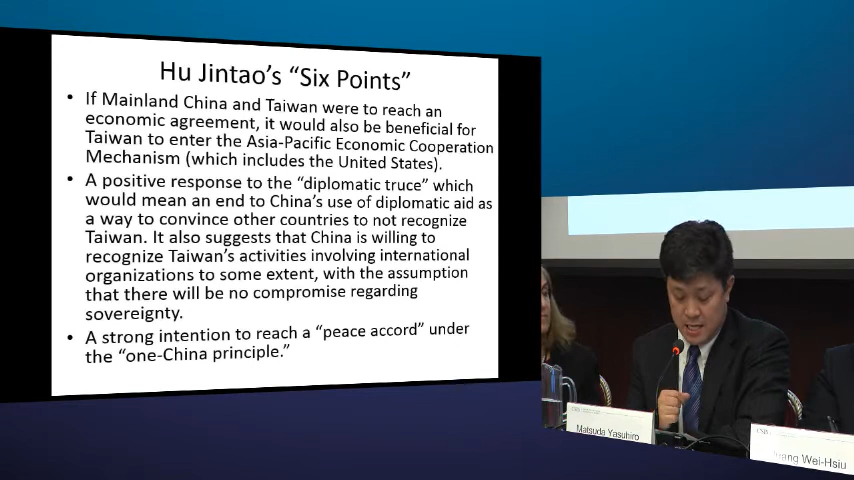 Hu Jintao's “Six Points”
• If Mainland China and Taiwan were to reach an
economic agreement, it would also be beneficial for
Taiwan to enter the Asia-Pacific Economic Cooperation
Mechanism (which includes the United States).
• A positive response to the “diplomatic truce” which
would mean an end to China's use of diplomatic aid as
a way to convince other countries to not recognize
Taiwan. It also suggests that China is willing to
recognize Taiwan's activities involving international
organizations to some extent, with the assumption
that there will be no compromise regarding
sovereignty.
• A strong intention to reach a “peace accord” under
the “one-China principle.”
Matsuda Yasuhiro
Wei-Hsiu